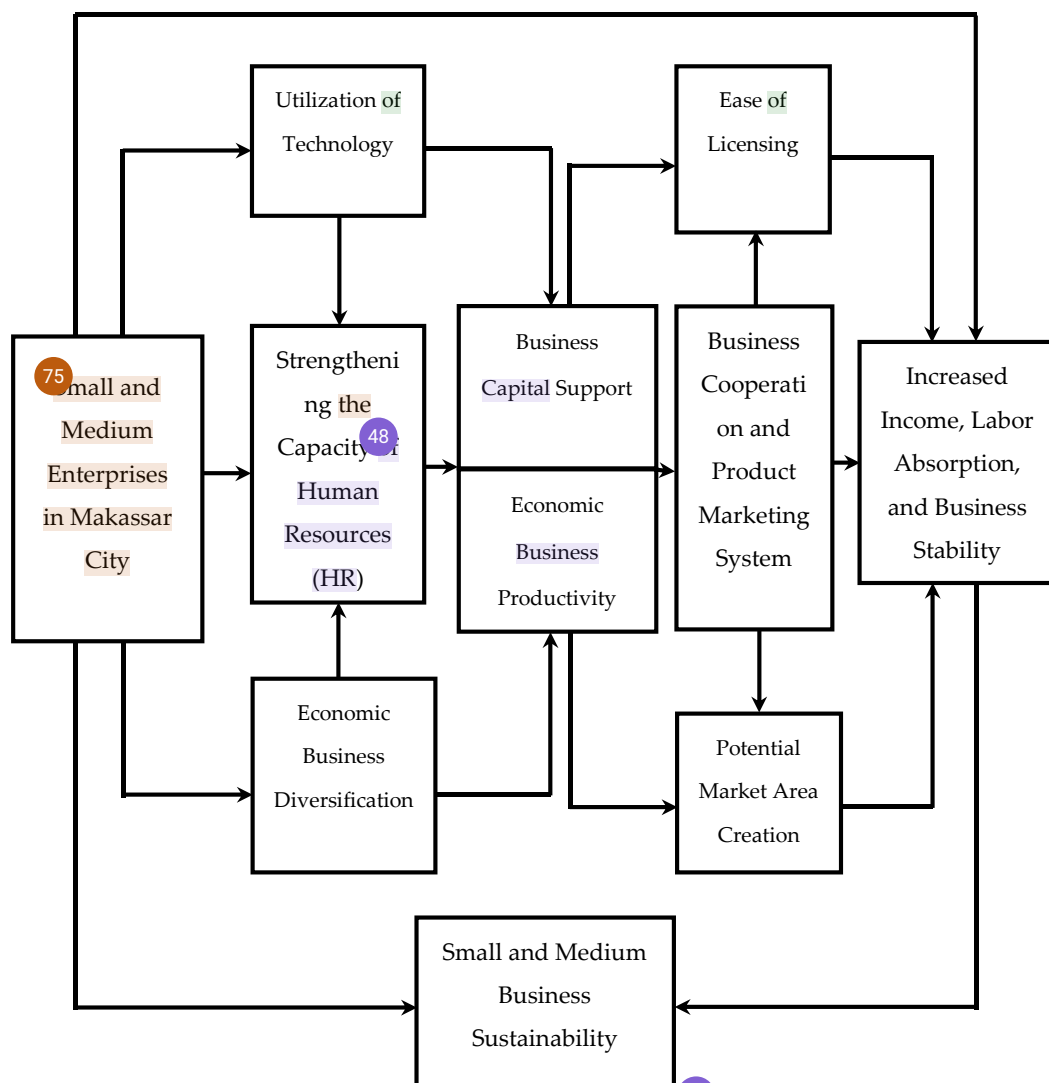 Utilization of
Technology
Ease of
Licensing
75
Small and
Medium
Enterprises
in Makassar
City
Strengtheni
ng the
Capacity of
48
Human
Resources
(HR)
Business
Capital Support
Economic
Business
Productivity
Business
Cooperati
on and
Product
Marketing
System
Increased
Income, Labor
Absorption,
and Business
Stability
Economic
Business
Diversification
Potential
Market Area
Creation
Small and Medium
Business
Sustainability